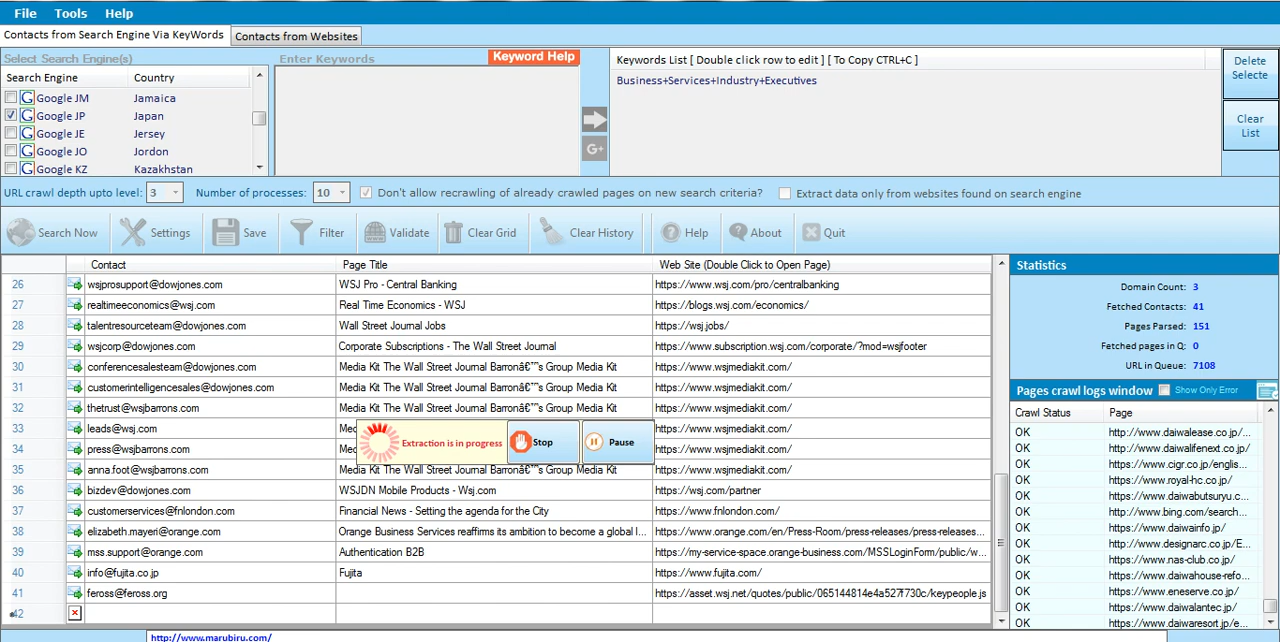 File Tools Help
Contacts from Search Engine Via KeyWords Contacts from Websites
Select Search Engine(s) Enter Keywords Keyword Help Keywords List [ Double click row to edit ] [ To Copy CTRL+C ] Delete Selecte
Search Engine Country
Business+Services+Industry+Executives
Google JM Jamaica
Google JP Japan
Google JE Jersey
Google JO Jordon
Google KZ Kazakhstan
G+
Clear List
URL crawl depth upto level: 3 Number of processes: 10 Don't allow recrawling of already crawled pages on new search criteria? Extract data only from websites found on search engine
Search Now Settings Save Filter Validate Clear Grid Clear History Help About Quit
Contact Page Title Web Site (Double Click to Open Page)
26 wsjprosupport@dowjones.com WSJ Pro - Central Banking https://www.wsj.com/pro/centralbanking
27 realtimeeconomics@wsj.com Real Time Economics - WSJ https://blogs.wsj.com/economics/
28 talentresourceteam@dowjones.com Wall Street Journal Jobs https://wsj.jobs/
29 wsjcorp@dowjones.com Corporate Subscriptions - The Wall Street Journal https://www.subscription.wsj.com/corporate/?mod=wsjfooter
30 conferencesalesteam@dowjones.com Media Kit The Wall Street Journal Barronâ€™s Group Media Kit https://www.wsjmediakit.com/
31 customerintelligencesales@dowjones.com Media Kit The Wall Street Journal Barronâ€™s Group Media Kit https://www.wsjmediakit.com/
32 thetrust@wsjbarrons.com Media Kit The Wall Street Journal Barronâ€™s Group Media Kit https://www.wsjmediakit.com/
33 leads@wsj.com https://www.wsjmediakit.com/
34 press@wsjbarrons.com https://www.wsjmediakit.com/
Extraction is in progress Stop Pause
35 anna.foot@wsjbarrons.com Media Kit The Wall Street Journal Barronâ€™s Group Media Kit https://www.wsjmediakit.com/
36 bizdev@dowjones.com WSJDN Mobile Products - Wsj.com https://wsj.com/partner
37 customerservices@fnlondon.com Financial News - Setting the agenda for the City https://www.fnlondon.com/
38 elizabeth.mayeri@orange.com Orange Business Services reaffirms its ambition to become a global l... https://www.orange.com/en/Press-Room/press-releases/press-releases...
39 mss.support@orange.com Authentication B2B https://my-service-space.orange-business.com/MSSLoginForm/public/w...
40 info@fujita.co.jp Fujita https://www.fujita.com/
41 feross@feross.org https://asset.wsj.net/quotes/public/065144814e4a527f730c/keypeople.js
42
Statistics
Domain Count: 3
Fetched Contacts: 41
Pages Parsed: 151
Fetched pages in Q: 0
URL in Queue: 7108
Pages crawl logs window Show Only Error
Crawl Status Page
OK http://www.daiwalease.co.jp/...
OK http://www.daiwalifenext.co.jp/
OK https://www.cigr.co.jp/englis...
OK https://www.royal-hc.co.jp/
OK https://www.daiwabutsuryu.c...
OK http://www.bing.com/search...
OK http://www.daiwainfo.jp/
OK http://www.designarc.co.jp/E...
OK http://www.nas-club.co.jp/
OK http://www.daiwahouse-refo...
OK http://www.eneserve.co.jp/
OK http://www.daiwalantec.jp/
OK http://www.daiwaresort.jp/e...
http://www.marubiru.com/